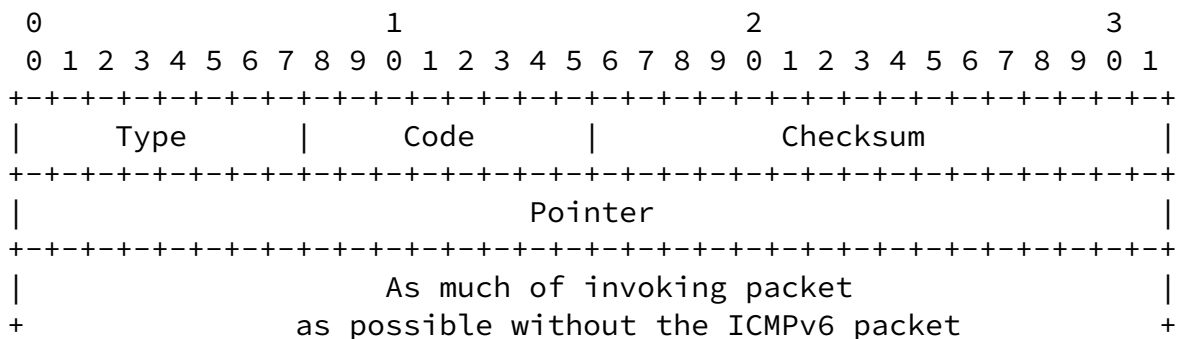 0                   1                   2                   3
 0 1 2 3 4 5 6 7 8 9 0 1 2 3 4 5 6 7 8 9 0 1 2 3 4 5 6 7 8 9 0 1
+-+-+-+-+-+-+-+-+-+-+-+-+-+-+-+-+-+-+-+-+-+-+-+-+-+-+-+-+-+-+-+-+
|     Type      |     Code      |          Checksum             |
+-+-+-+-+-+-+-+-+-+-+-+-+-+-+-+-+-+-+-+-+-+-+-+-+-+-+-+-+-+-+-+-+
|                            Pointer                            |
+-+-+-+-+-+-+-+-+-+-+-+-+-+-+-+-+-+-+-+-+-+-+-+-+-+-+-+-+-+-+-+-+
|                    As much of invoking packet                 |
+               as possible without the ICMPv6 packet           +